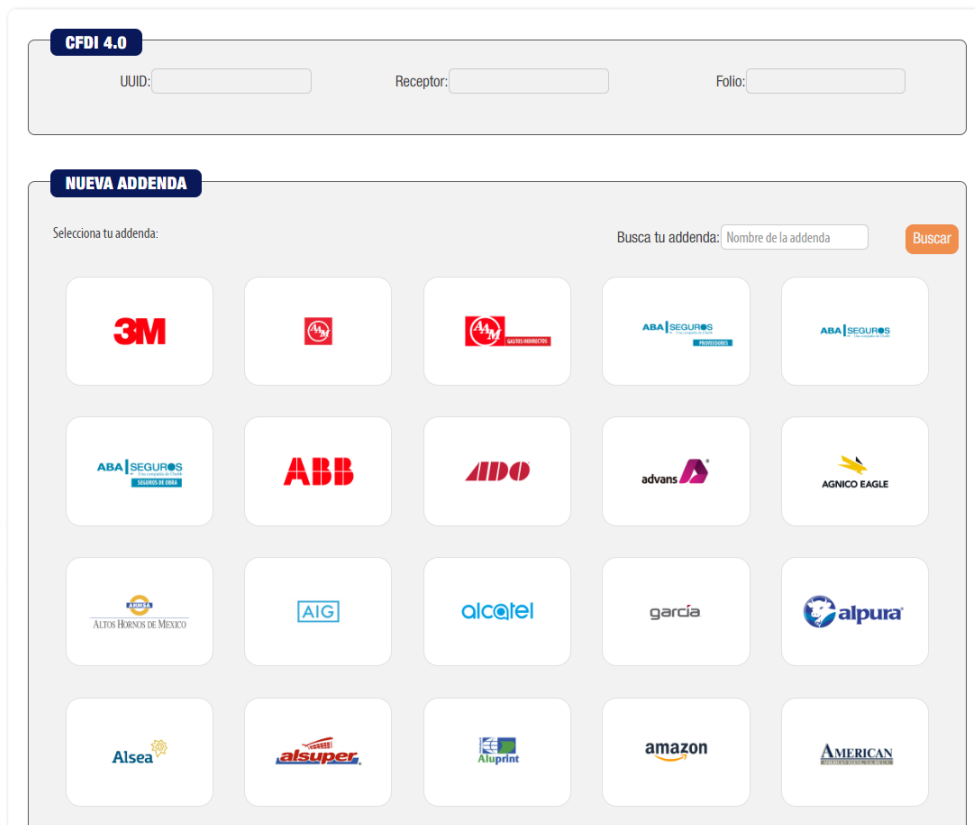 CFDI 4.0
UUID:
Receptor:
Folio:
NUEVA ADDENDA
Selecciona tu addenda:
Busca tu addenda:
Nombre de la addenda
Buscar
3M
AAM
AAM
GASTOS INDIRECTOS
ABA SEGUROS
PROVEEDORES
ABA SEGUROS
ABA SEGUROS
SEGUROS DE OBRA
ABB
ADO
advans
AGNICO EAGLE
AHMSA
ALTOS HORNOS DE MEXICO
AIG
alcatel
garcía
alpura
Alsea
alsuper
Aluprint
amazon
AMERICAN